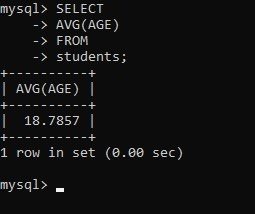 mysql> SELECT
    -> AVG(AGE)
    -> FROM
    -> students;
+----------+
| AVG(AGE) |
+----------+
|  18.7857 |
+----------+
1 row in set (0.00 sec)
mysql> _